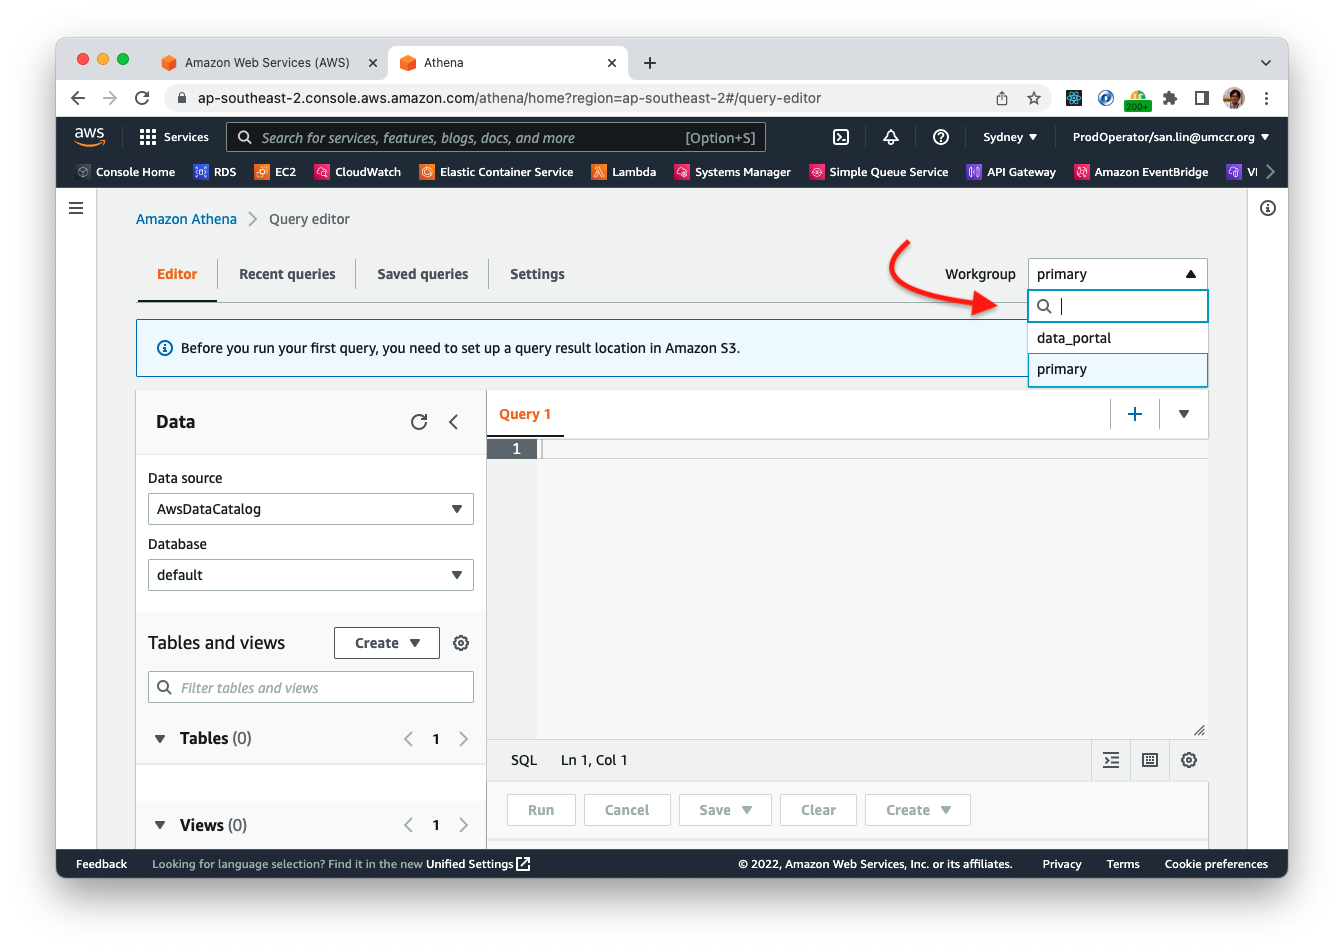 Amazon Web Services (AWS)
Athena
ap-southeast-2.console.aws.amazon.com/athena/home?region=ap-southeast-2#/query-editor
200+
aws
Services
Search for services, features, blogs, docs, and more
[Option+S]
Sydney
ProdOperator/san.lin@umccr.org
Console Home
RDS
EC2
CloudWatch
Elastic Container Service
Lambda
Systems Manager
Simple Queue Service
API Gateway
Amazon EventBridge
Amazon Athena
Query editor
Editor
Recent queries
Saved queries
Settings
Workgroup
primary
data_portal
primary
Before you run your first query, you need to set up a query result location in Amazon S3.
Data
Data source
AwsDataCatalog
Database
default
Tables and views
Create
Filter tables and views
Tables (0)
1
Views (0)
1
Query 1
1
SQL
Ln 1, Col 1
Run
Cancel
Save
Clear
Create
Feedback
Looking for language selection? Find it in the new Unified Settings
© 2022, Amazon Web Services, Inc. or its affiliates.
Privacy
Terms
Cookie preferences